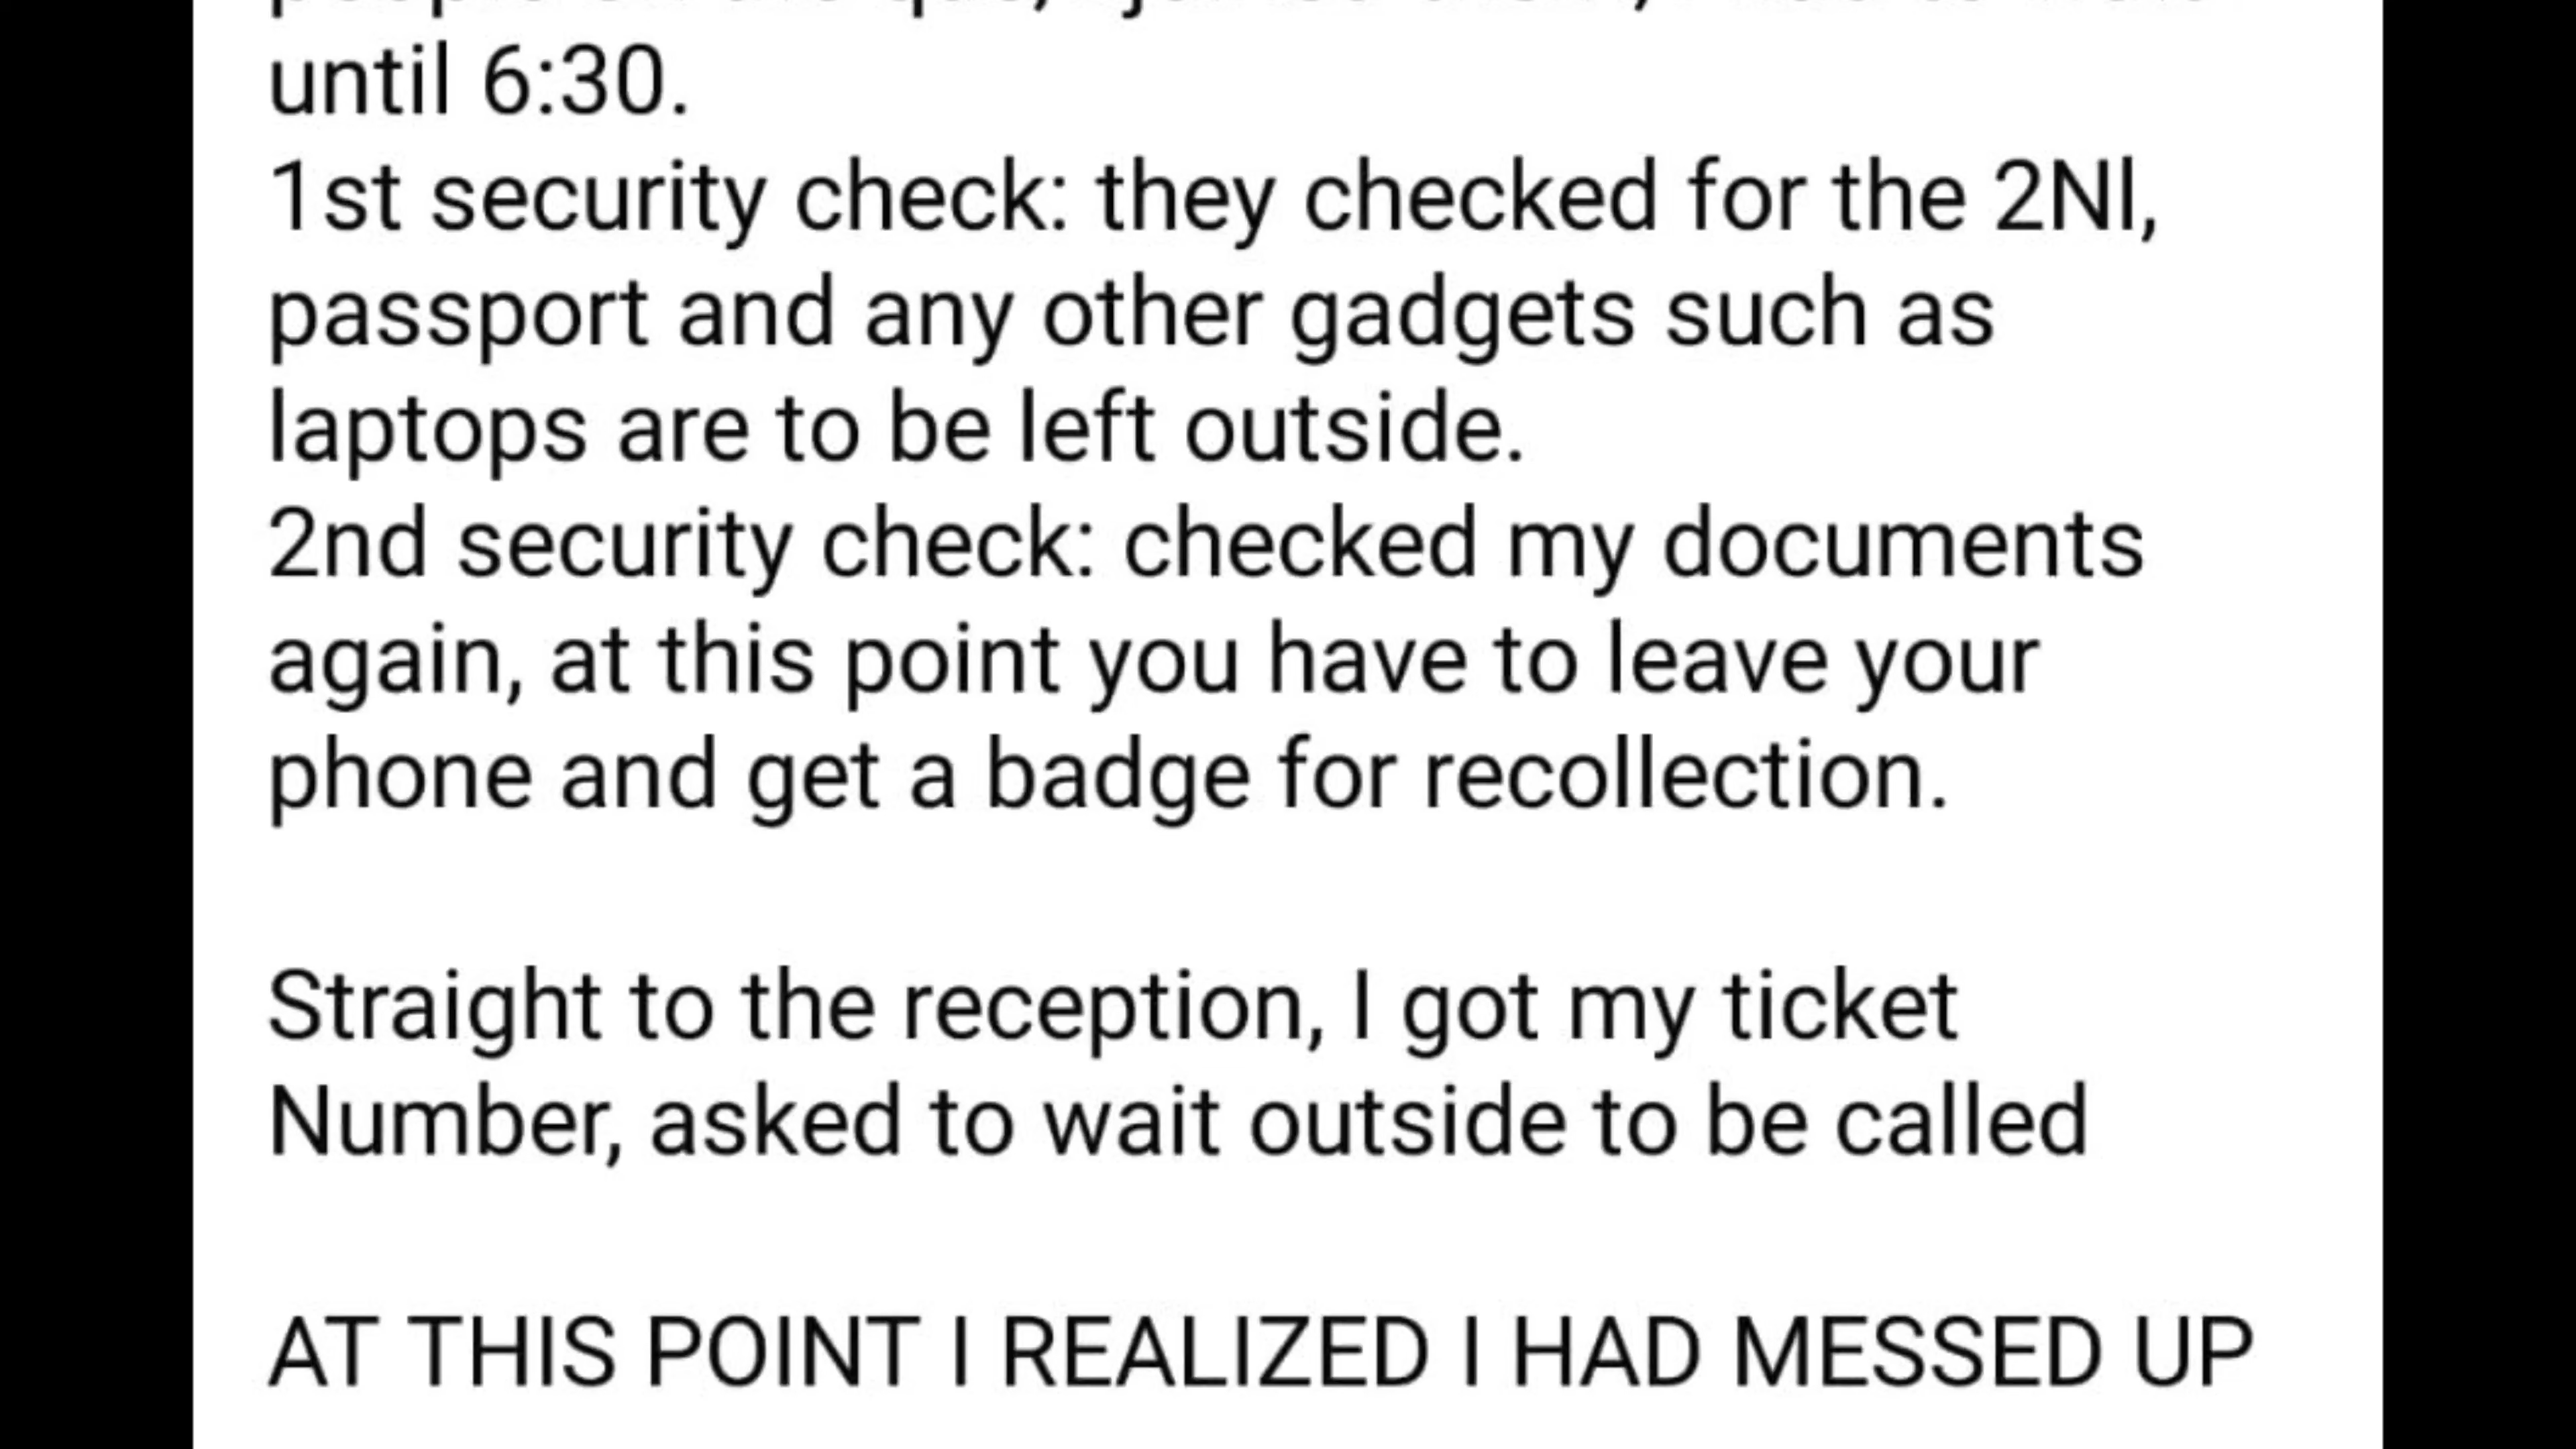 until 6:30.
1st security check: they checked for the 2Nl,
passport and any other gadgets such as
laptops are to be left outside.
2nd security check: checked my documents
again, at this point you have to leave your
phone and get a badge for recollection.
Straight to the reception, I got my ticket
Number, asked to wait outside to be called
AT THIS POINT I REALIZED I HAD MESSED UP